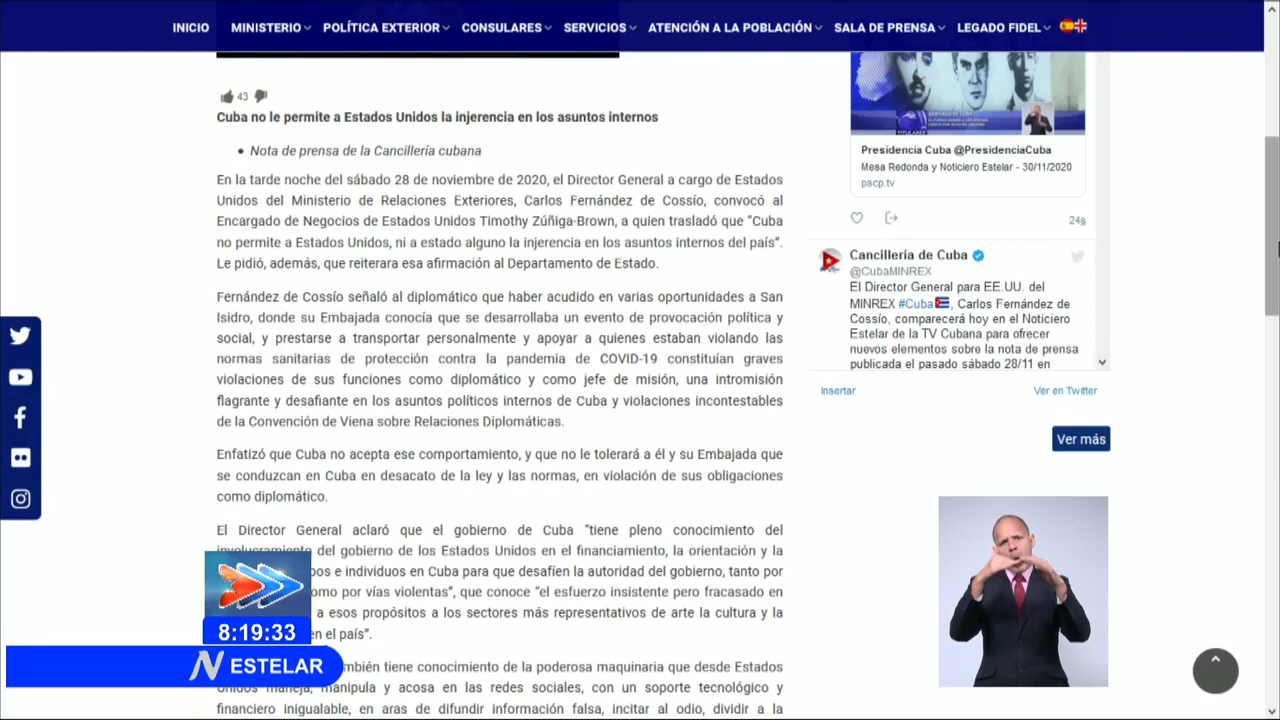 INICIO MINISTERIO POLÍTICA EXTERIOR CONSULARES SERVICIOS ATENCIÓN A LA POBLACIÓN SALA DE PRENSA LEGADO FIDEL
43
Cuba no le permite a Estados Unidos la injerencia en los asuntos internos
• Nota de prensa de la Cancillería cubana
En la tarde noche del sábado 28 de noviembre de 2020, el Director General a cargo de Estados
Unidos del Ministerio de Relaciones Exteriores, Carlos Fernández de Cossío, convocó al
Encargado de Negocios de Estados Unidos Timothy Zúñiga-Brown, a quien trasladó que "Cuba
no permite a Estados Unidos, ni a estado alguno la injerencia en los asuntos internos del país".
Le pidió, además, que reiterara esa afirmación al Departamento de Estado.
Fernández de Cossío señaló al diplomático que haber acudido en varias oportunidades a San
Isidro, donde su Embajada conocía que se desarrollaba un evento de provocación política y
social, y prestarse a transportar personalmente y apoyar a quienes estaban violando las
normas sanitarias de protección contra la pandemia de COVID-19 constituían graves
violaciones de sus funciones como diplomático y como jefe de misión, una intromisión
flagrante y desafiante en los asuntos políticos internos de Cuba y violaciones incontestables
de la Convención de Viena sobre Relaciones Diplomáticas.
Enfatizó que Cuba no acepta ese comportamiento, y que no le tolerará a él y su Embajada que
se conduzcan en Cuba en desacato de la ley y las normas, en violación de sus obligaciones
como diplomático.
El Director General aclaró que el gobierno de Cuba "tiene pleno conocimiento del
involucramiento del gobierno de los Estados Unidos en el financiamiento, la orientación y la
pos e individuos en Cuba para que desafíen la autoridad del gobierno, tanto por
omo por vías violentas", que conoce "el esfuerzo insistente pero fracasado en
a esos propósitos a los sectores más representativos de arte la cultura y la
en el país".
mbién tiene conocimiento de la poderosa maquinaria que desde Estados
Unidos maneja, manipula y acosa en las redes sociales, con un soporte tecnológico y
financiero inigualable, en aras de difundir información falsa, incitar al odio, dividir a la
8:19:33
N ESTELAR
SANTIAGO DE CUBA
TITULARES
Presidencia Cuba @PresidenciaCuba
Mesa Redonda y Noticiero Estelar - 30/11/2020
pscp.tv
24s
Cancillería de Cuba
@CubaMINREX
El Director General para EE.UU. del
MINREX #Cuba, Carlos Fernández de
Cossío, comparecerá hoy en el Noticiero
Estelar de la TV Cubana para ofrecer
nuevos elementos sobre la nota de prensa
publicada el pasado sábado 28/11 en
Insertar Ver en Twitter
Ver más